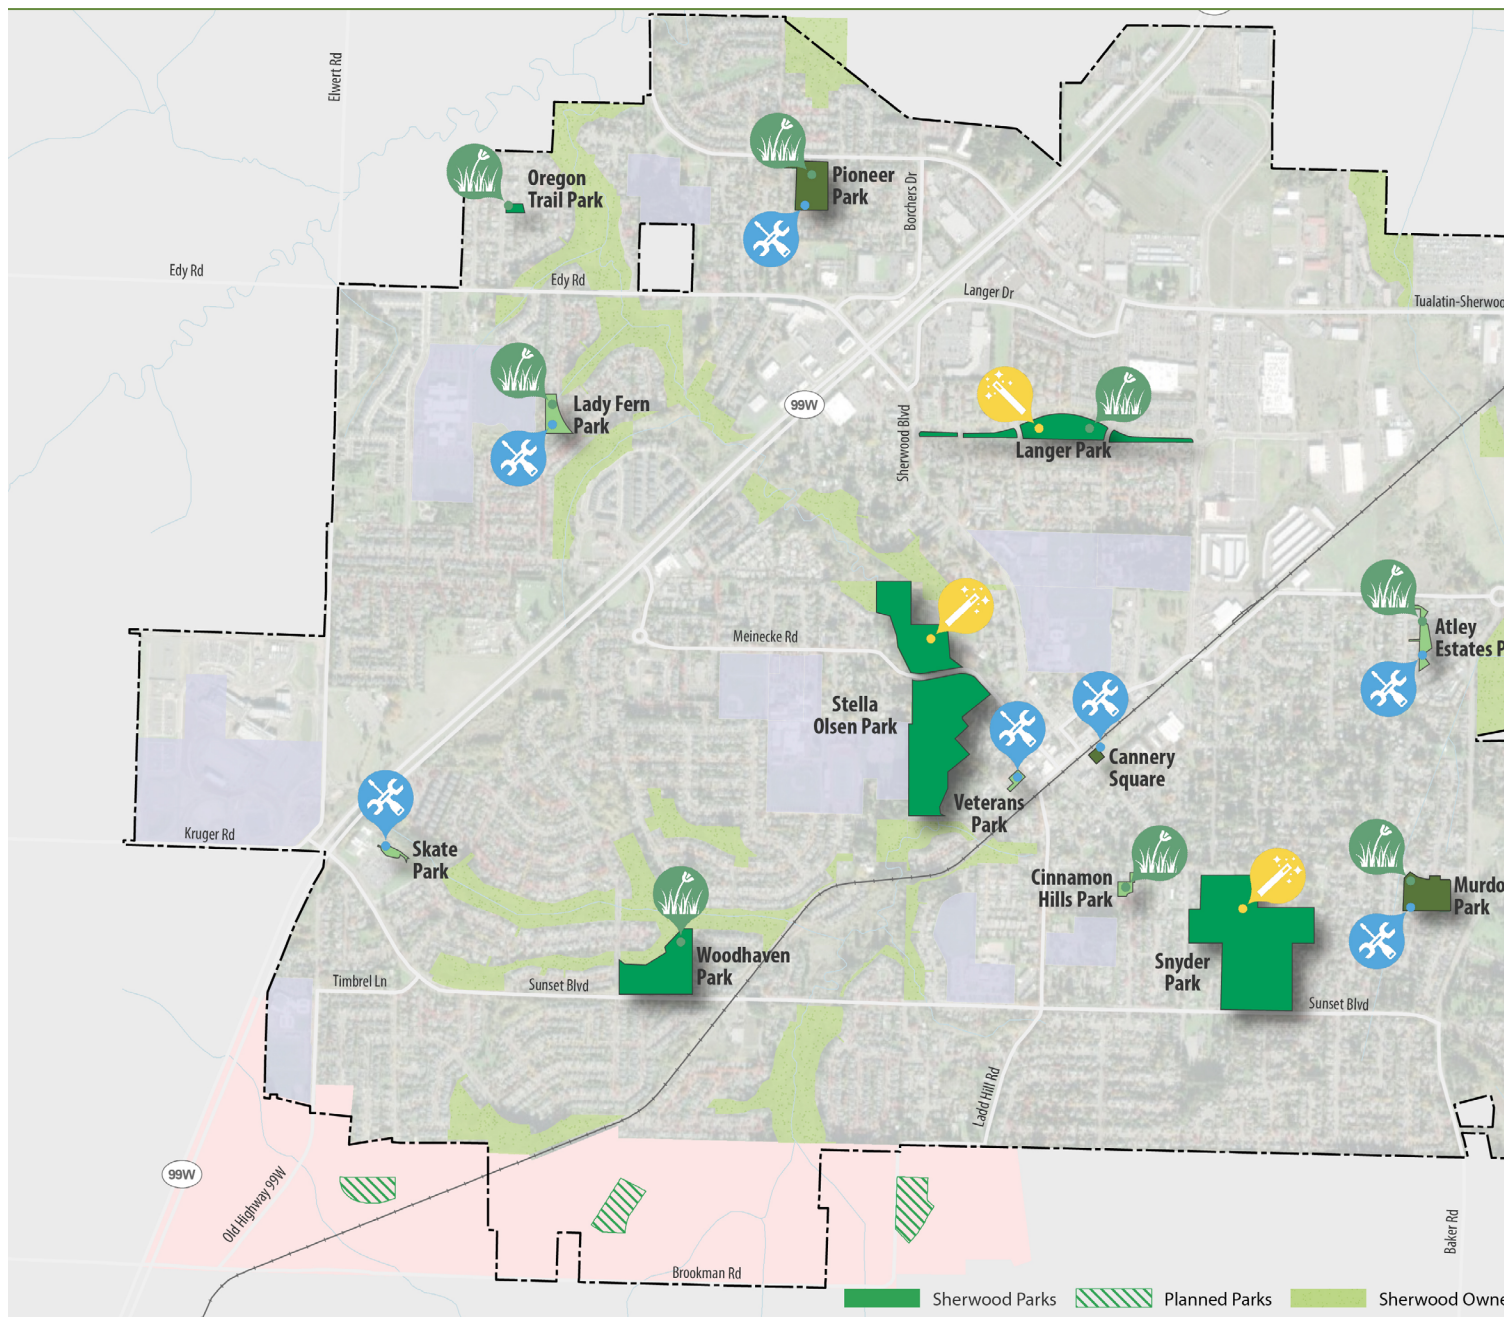 Elwert Rd
Oregon
Trail Park
Pioneer
Park
Borchers Dr
Edy Rd
Edy Rd
Langer Dr
Tualatin-Sherwoo
Lady Fern
Park
99W
Sherwood Blvd
Langer Park
Meinecke Rd
Atley
Estates P
Stella
Olsen Park
Cannery
Square
Veterans
Park
Kruger Rd
Skate
Park
Cinnamon
Hills Park
Murdo
Park
Woodhaven
Park
Snyder
Park
Timbrel Ln
Sunset Blvd
Sunset Blvd
Ladd Hill Rd
99W
Old Highway 99W
Baker Rd
Brookman Rd
Sherwood Parks
Planned Parks
Sherwood Owne